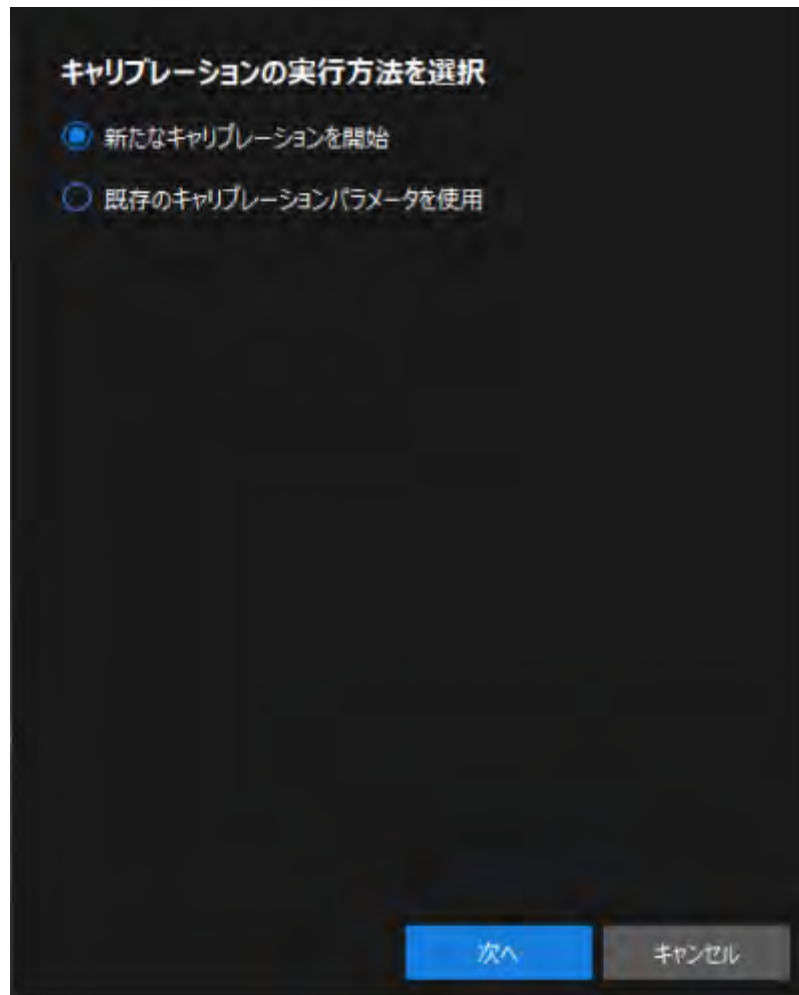 キャリブレーションの実行方法を選択
新たなキャリブレーションを開始
既存のキャリブレーションパラメータを使用
次へ
キャンセル